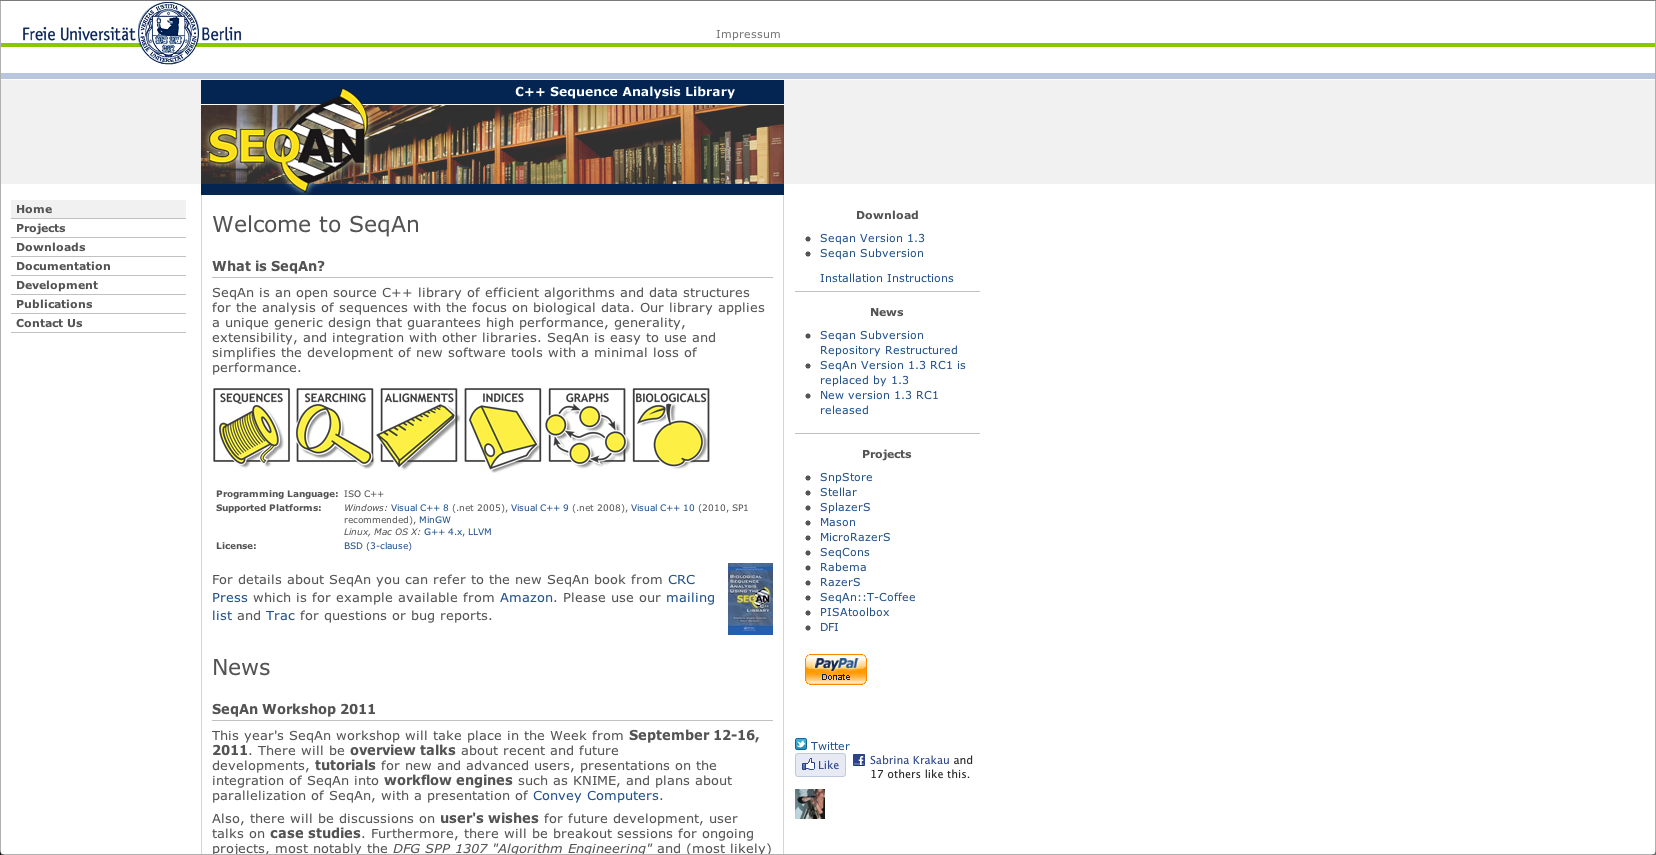 Freie Universität Berlin
Impressum
C++ Sequence Analysis Library
SEQAN
Home
Projects
Downloads
Documentation
Development
Publications
Contact Us
Welcome to SeqAn
What is SeqAn?
SeqAn is an open source C++ library of efficient algorithms and data structures
for the analysis of sequences with the focus on biological data. Our library applies
a unique generic design that guarantees high performance, generality,
extensibility, and integration with other libraries. SeqAn is easy to use and
simplifies the development of new software tools with a minimal loss of
performance.
SEQUENCES SEARCHING ALIGNMENTS INDICES GRAPHS BIOLOGICALS
Programming Language: ISO C++
Supported Platforms: Windows: Visual C++ 8 (.net 2005), Visual C++ 9 (.net 2008), Visual C++ 10 (2010, SP1
recommended), MinGW
Linux, Mac OS X: G++ 4.x, LLVM
License: BSD (3-clause)
For details about SeqAn you can refer to the new SeqAn book from CRC
Press which is for example available from Amazon. Please use our mailing
list and Trac for questions or bug reports.
BIOLOGICAL
SEQUENCE
ANALYSIS
USING THE
SEQAN
C++
LIBRARY
News
SeqAn Workshop 2011
This year's SeqAn workshop will take place in the Week from September 12-16,
2011. There will be overview talks about recent and future
developments, tutorials for new and advanced users, presentations on the
integration of SeqAn into workflow engines such as KNIME, and plans about
parallelization of SeqAn, with a presentation of Convey Computers.
Also, there will be discussions on user's wishes for future development, user
talks on case studies. Furthermore, there will be breakout sessions for ongoing
projects, most notably the DFG SPP 1307 "Algorithm Engineering" and (most likely)
Download
Seqan Version 1.3
Seqan Subversion
Installation Instructions
News
Seqan Subversion
Repository Restructured
SeqAn Version 1.3 RC1 is
replaced by 1.3
New version 1.3 RC1
released
Projects
SnpStore
Stellar
SplazerS
Mason
MicroRazerS
SeqCons
Rabema
RazerS
SeqAn::T-Coffee
PISAtoolbox
DFI
PayPal
Donate
Twitter
Like
Sabrina Krakau and
17 others like this.